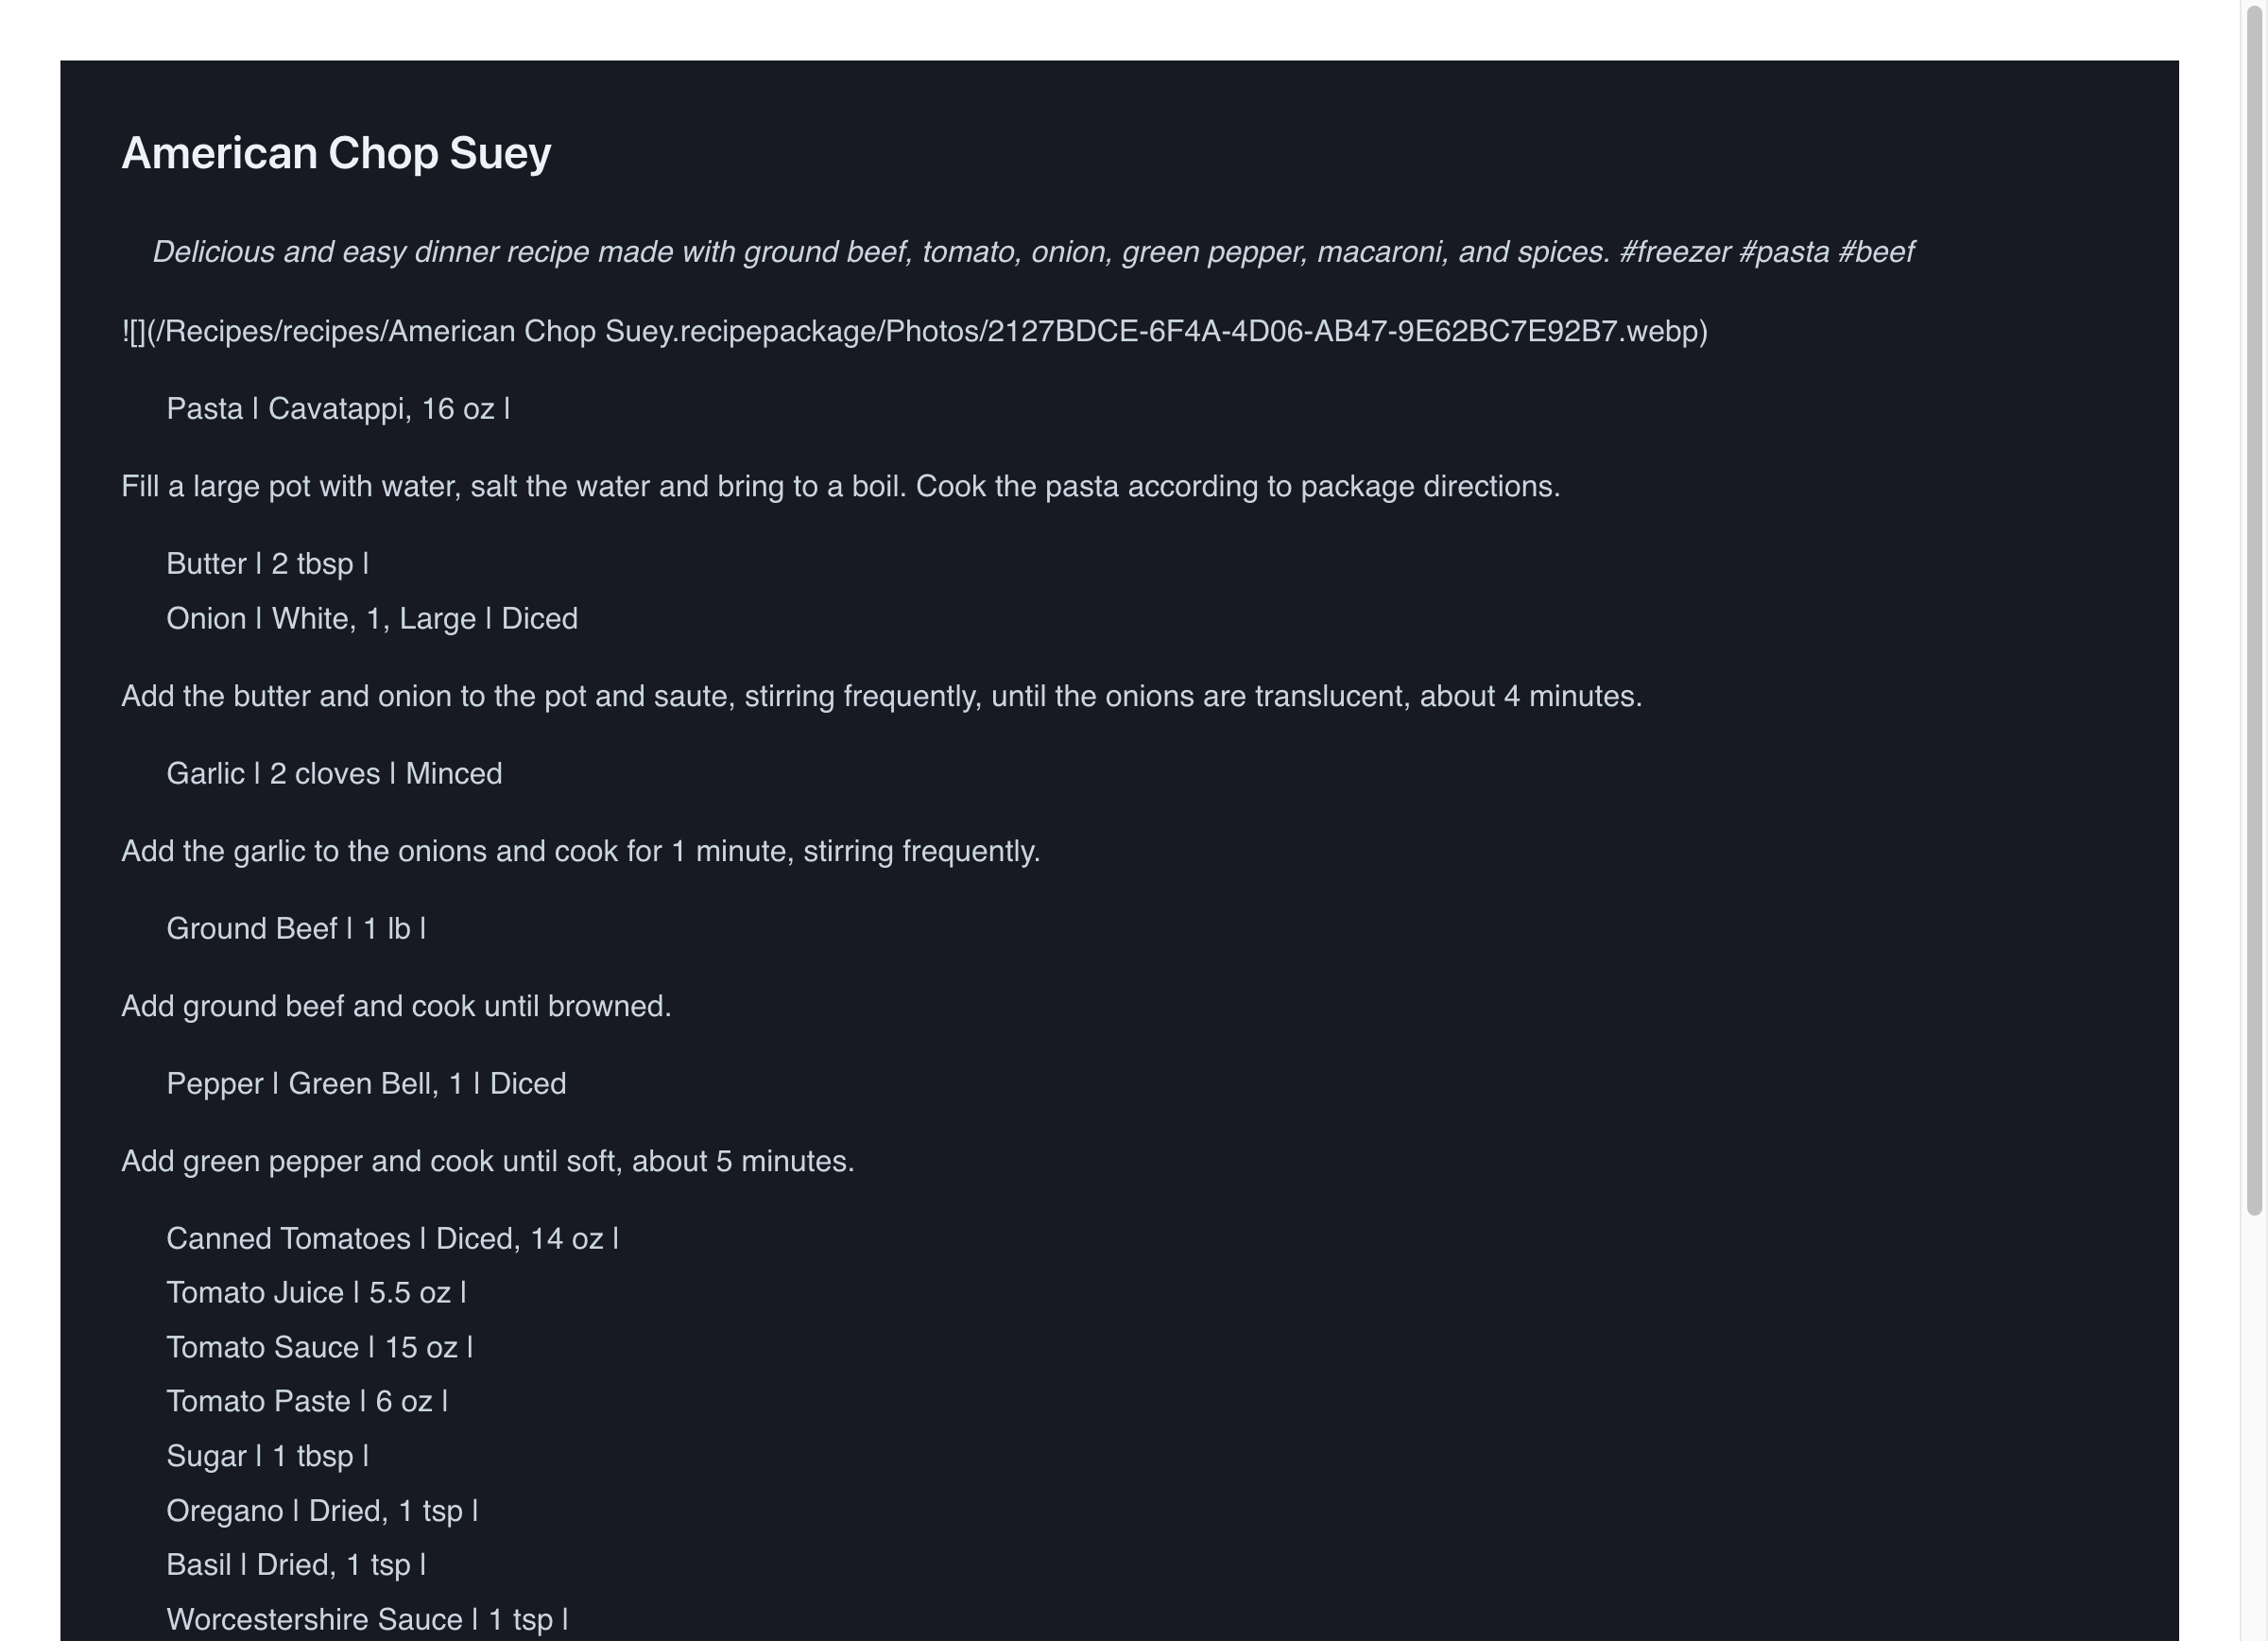 American Chop Suey
Delicious and easy dinner recipe made with ground beef, tomato, onion, green pepper, macaroni, and spices. #freezer #pasta #beef
![](/Recipes/recipes/American Chop Suey.recipepackage/Photos/2127BDCE-6F4A-4D06-AB47-9E62BC7E92B7.webp)
Pasta | Cavatappi, 16 oz |
Fill a large pot with water, salt the water and bring to a boil. Cook the pasta according to package directions.
Butter | 2 tbsp |
Onion | White, 1, Large | Diced
Add the butter and onion to the pot and saute, stirring frequently, until the onions are translucent, about 4 minutes.
Garlic | 2 cloves | Minced
Add the garlic to the onions and cook for 1 minute, stirring frequently.
Ground Beef | 1 lb |
Add ground beef and cook until browned.
Pepper | Green Bell, 1 | Diced
Add green pepper and cook until soft, about 5 minutes.
Canned Tomatoes | Diced, 14 oz |
Tomato Juice | 5.5 oz |
Tomato Sauce | 15 oz |
Tomato Paste | 6 oz |
Sugar | 1 tbsp |
Oregano | Dried, 1 tsp |
Basil | Dried, 1 tsp |
Worcestershire Sauce | 1 tsp |